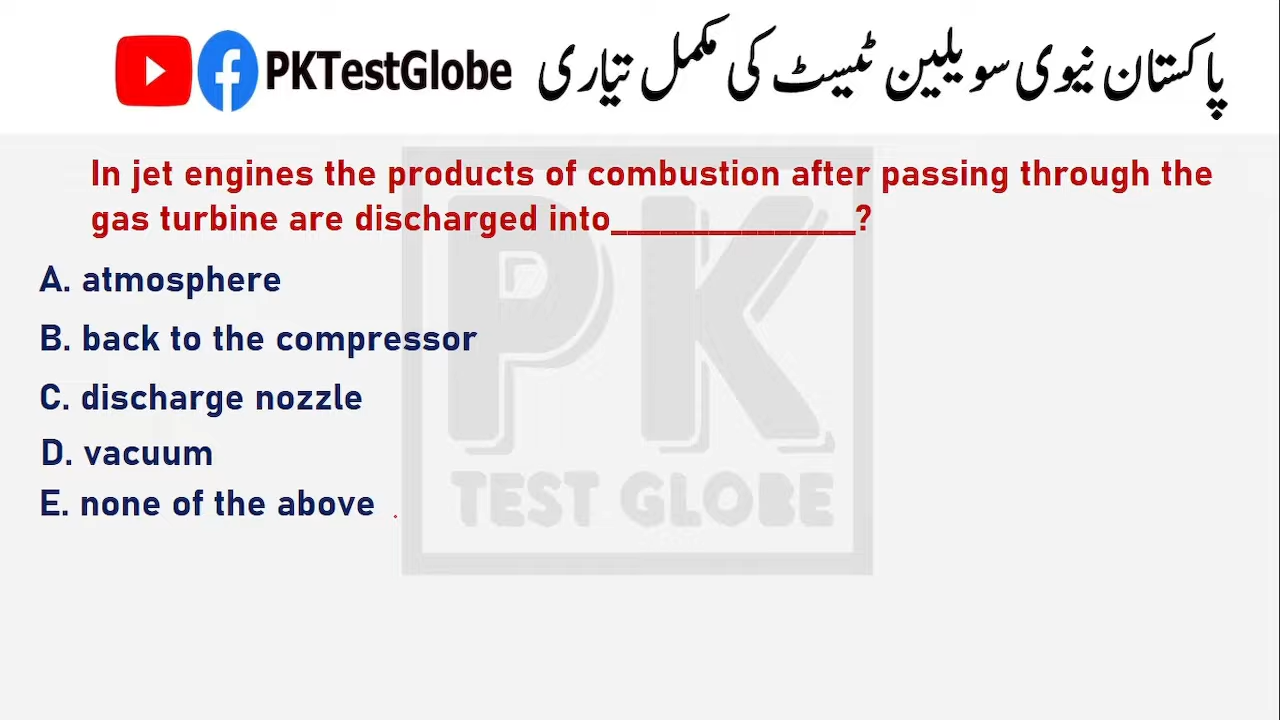 PKTestGlobe پاکستان نیوی سویلین ٹیسٹ کی مکمل تیاری
In jet engines the products of combustion after passing through the
gas turbine are discharged into______________?
A. atmosphere
B. back to the compressor
C. discharge nozzle
D. vacuum
E. none of the above
PK
TEST GLOBE